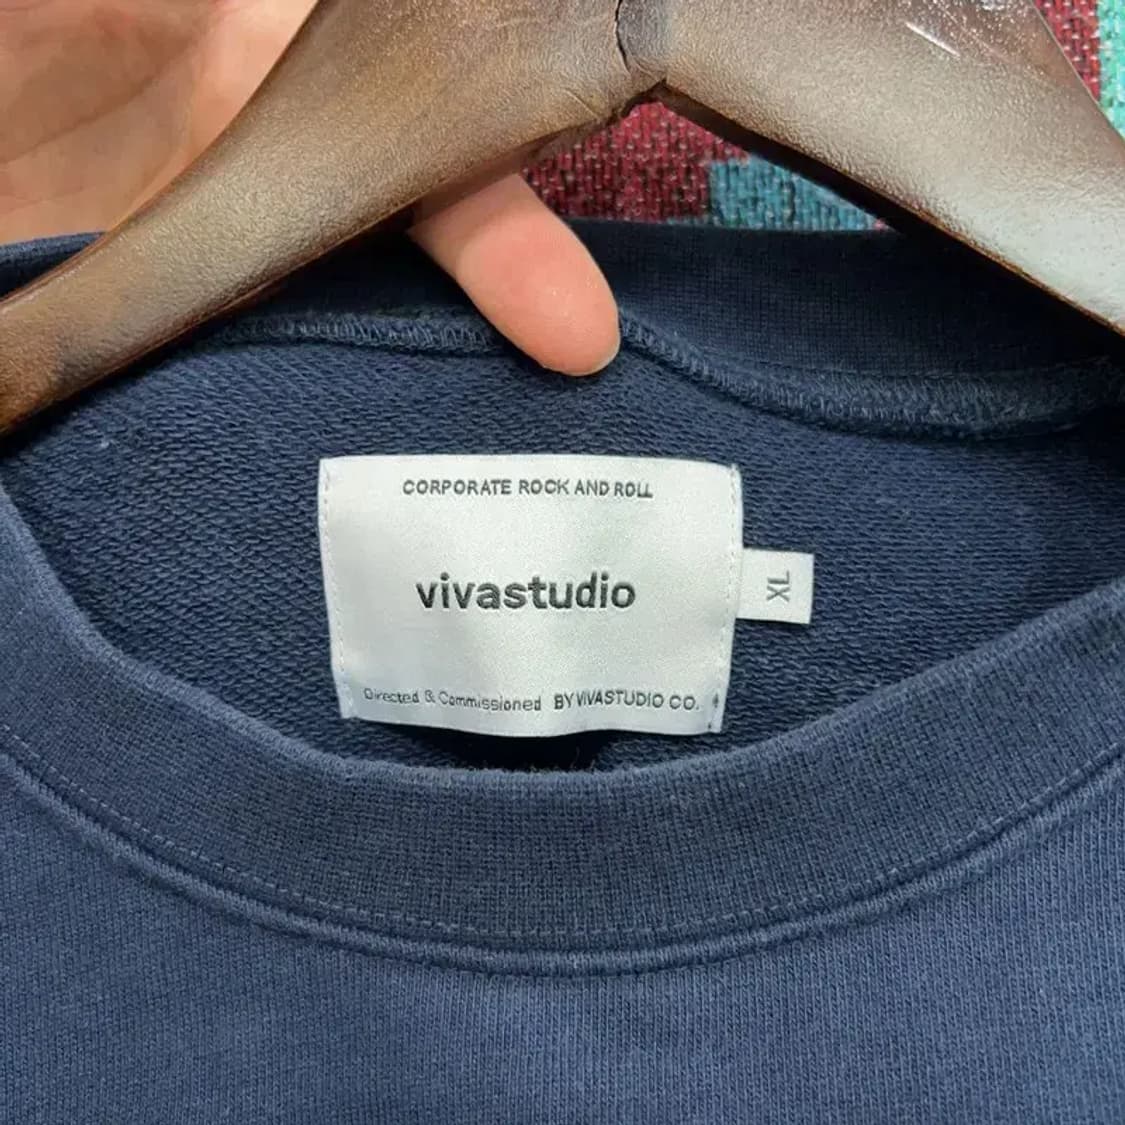 CORPORATE ROCK AND ROLL
vivastudio
XL
Directed & Commissioned BY VIVASTUDIO CO.